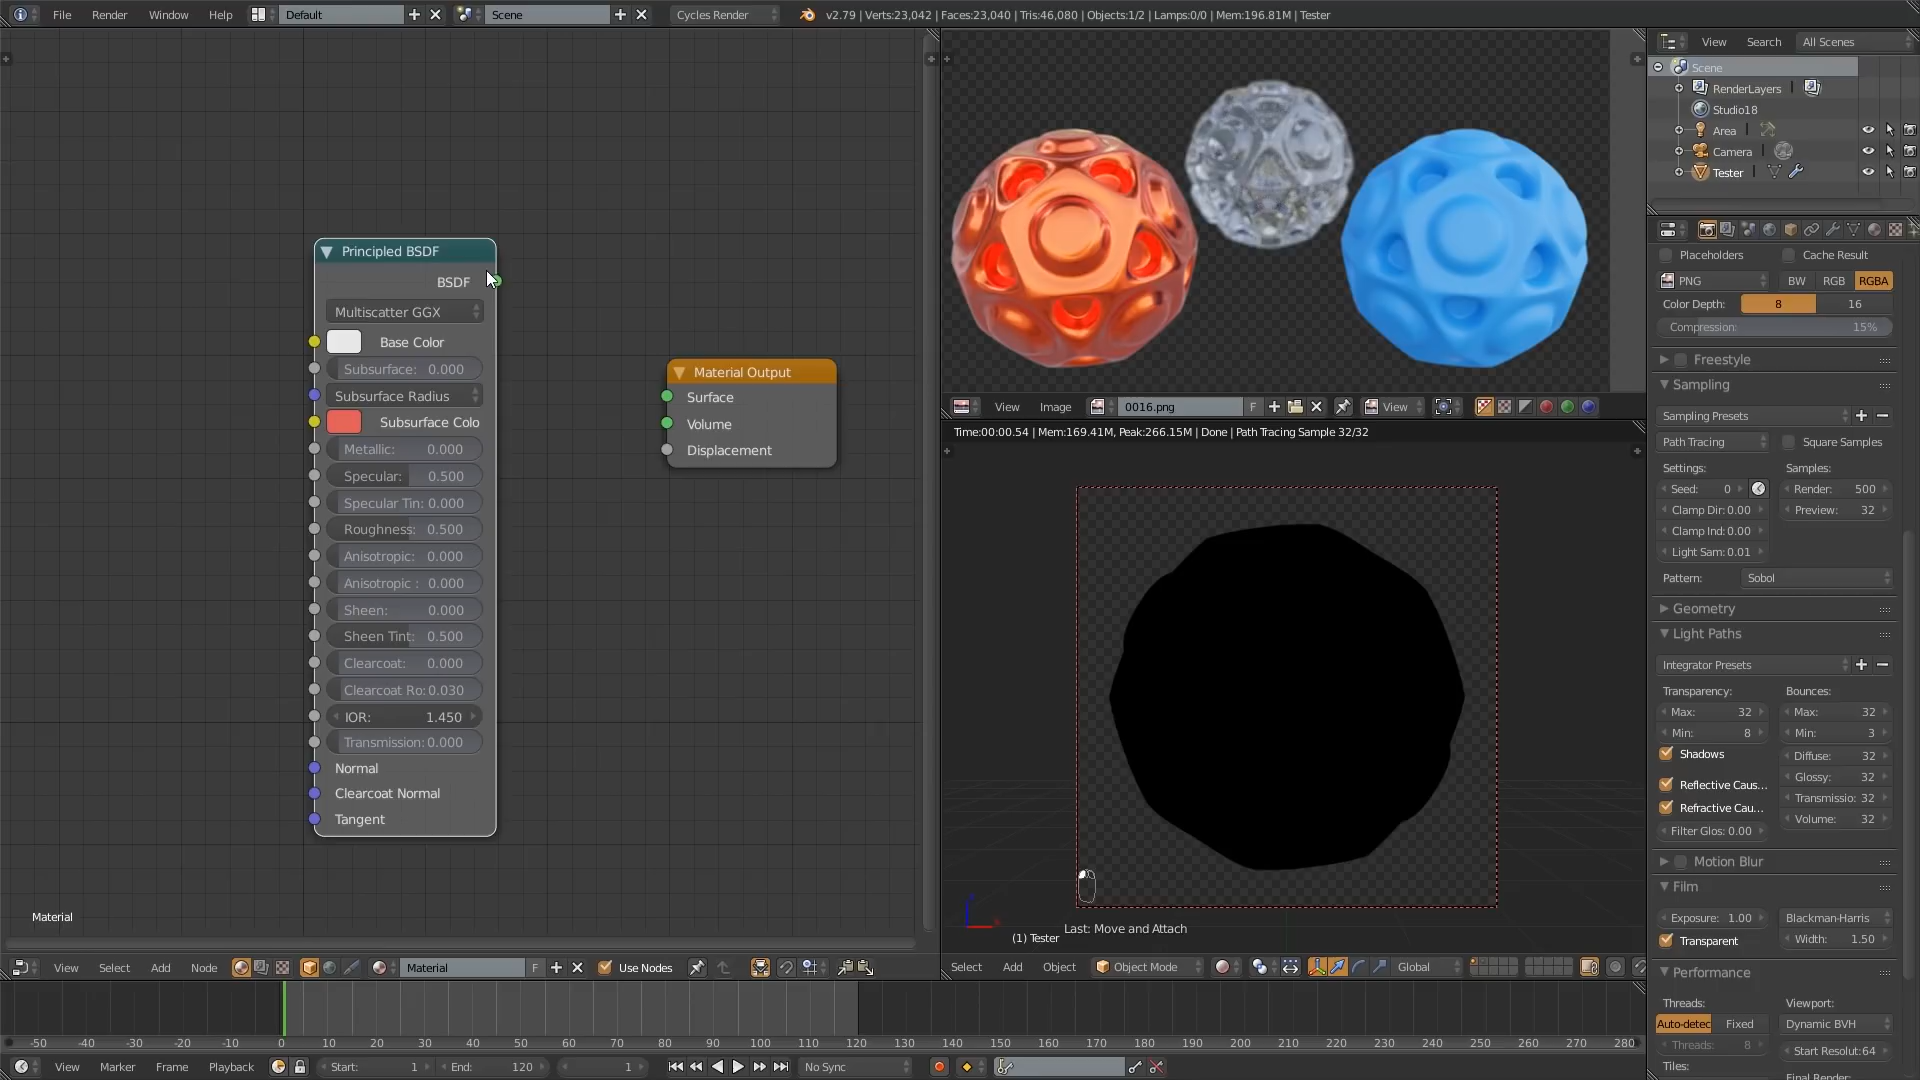 File Render Window Help Default Scene Cycles Render v2.79 | Verts:23,042 | Faces:23,040 | Tris:46,080 | Objects:1/2 | Lamps:0/0 | Mem:196.81M | Tester
Principled BSDF
BSDF
Multiscatter GGX
Base Color
Subsurface: 0.000
Subsurface Radius
Subsurface Colo
Metallic: 0.000
Specular: 0.500
Specular Tin: 0.000
Roughness: 0.500
Anisotropic: 0.000
Anisotropic : 0.000
Sheen: 0.000
Sheen Tint: 0.500
Clearcoat: 0.000
Clearcoat Ro: 0.030
IOR: 1.450
Transmission: 0.000
Normal
Clearcoat Normal
Tangent
Material Output
Surface
Volume
Displacement
Material
View Select Add Node Material F Use Nodes
View Image 0016.png F View
Time:00:00.54 | Mem:169.41M, Peak:266.15M | Done | Path Tracing Sample 32/32
Last: Move and Attach
(1) Tester
Select Add Object Object Mode Global
View Search All Scenes
Scene
RenderLayers |
Studio18
Area |
Camera |
Tester |
Placeholders Cache Result
PNG BW RGB RGBA
Color Depth: 8 16
Compression: 15%
Freestyle
Sampling
Sampling Presets
Path Tracing Square Samples
Settings: Samples:
Seed: 0 Render: 500
Clamp Dir: 0.00 Preview: 32
Clamp Ind: 0.00
Light Sam: 0.01
Pattern: Sobol
Geometry
Light Paths
Integrator Presets
Transparency: Bounces:
Max: 32 Max: 32
Min: 8 Min: 3
Shadows Diffuse: 32
Reflective Caus... Glossy: 32
Refractive Cau... Transmissio: 32
Filter Glos: 0.00 Volume: 32
Motion Blur
Film
Exposure: 1.00 Blackman-Harris
Transparent Width: 1.50
Performance
Threads: Viewport:
Auto-detec Fixed Dynamic BVH
Threads: 8 Start Resolut: 64
Tiles: Final Render:
-50 -40 -30 -20 -10 0 10 20 30 40 50 60 70 80 90 100 110 120 130 140 150 160 170 180 190 200 210 220 230 240 250 260 270 280
View Marker Frame Playback Start: 1 End: 120 1 No Sync